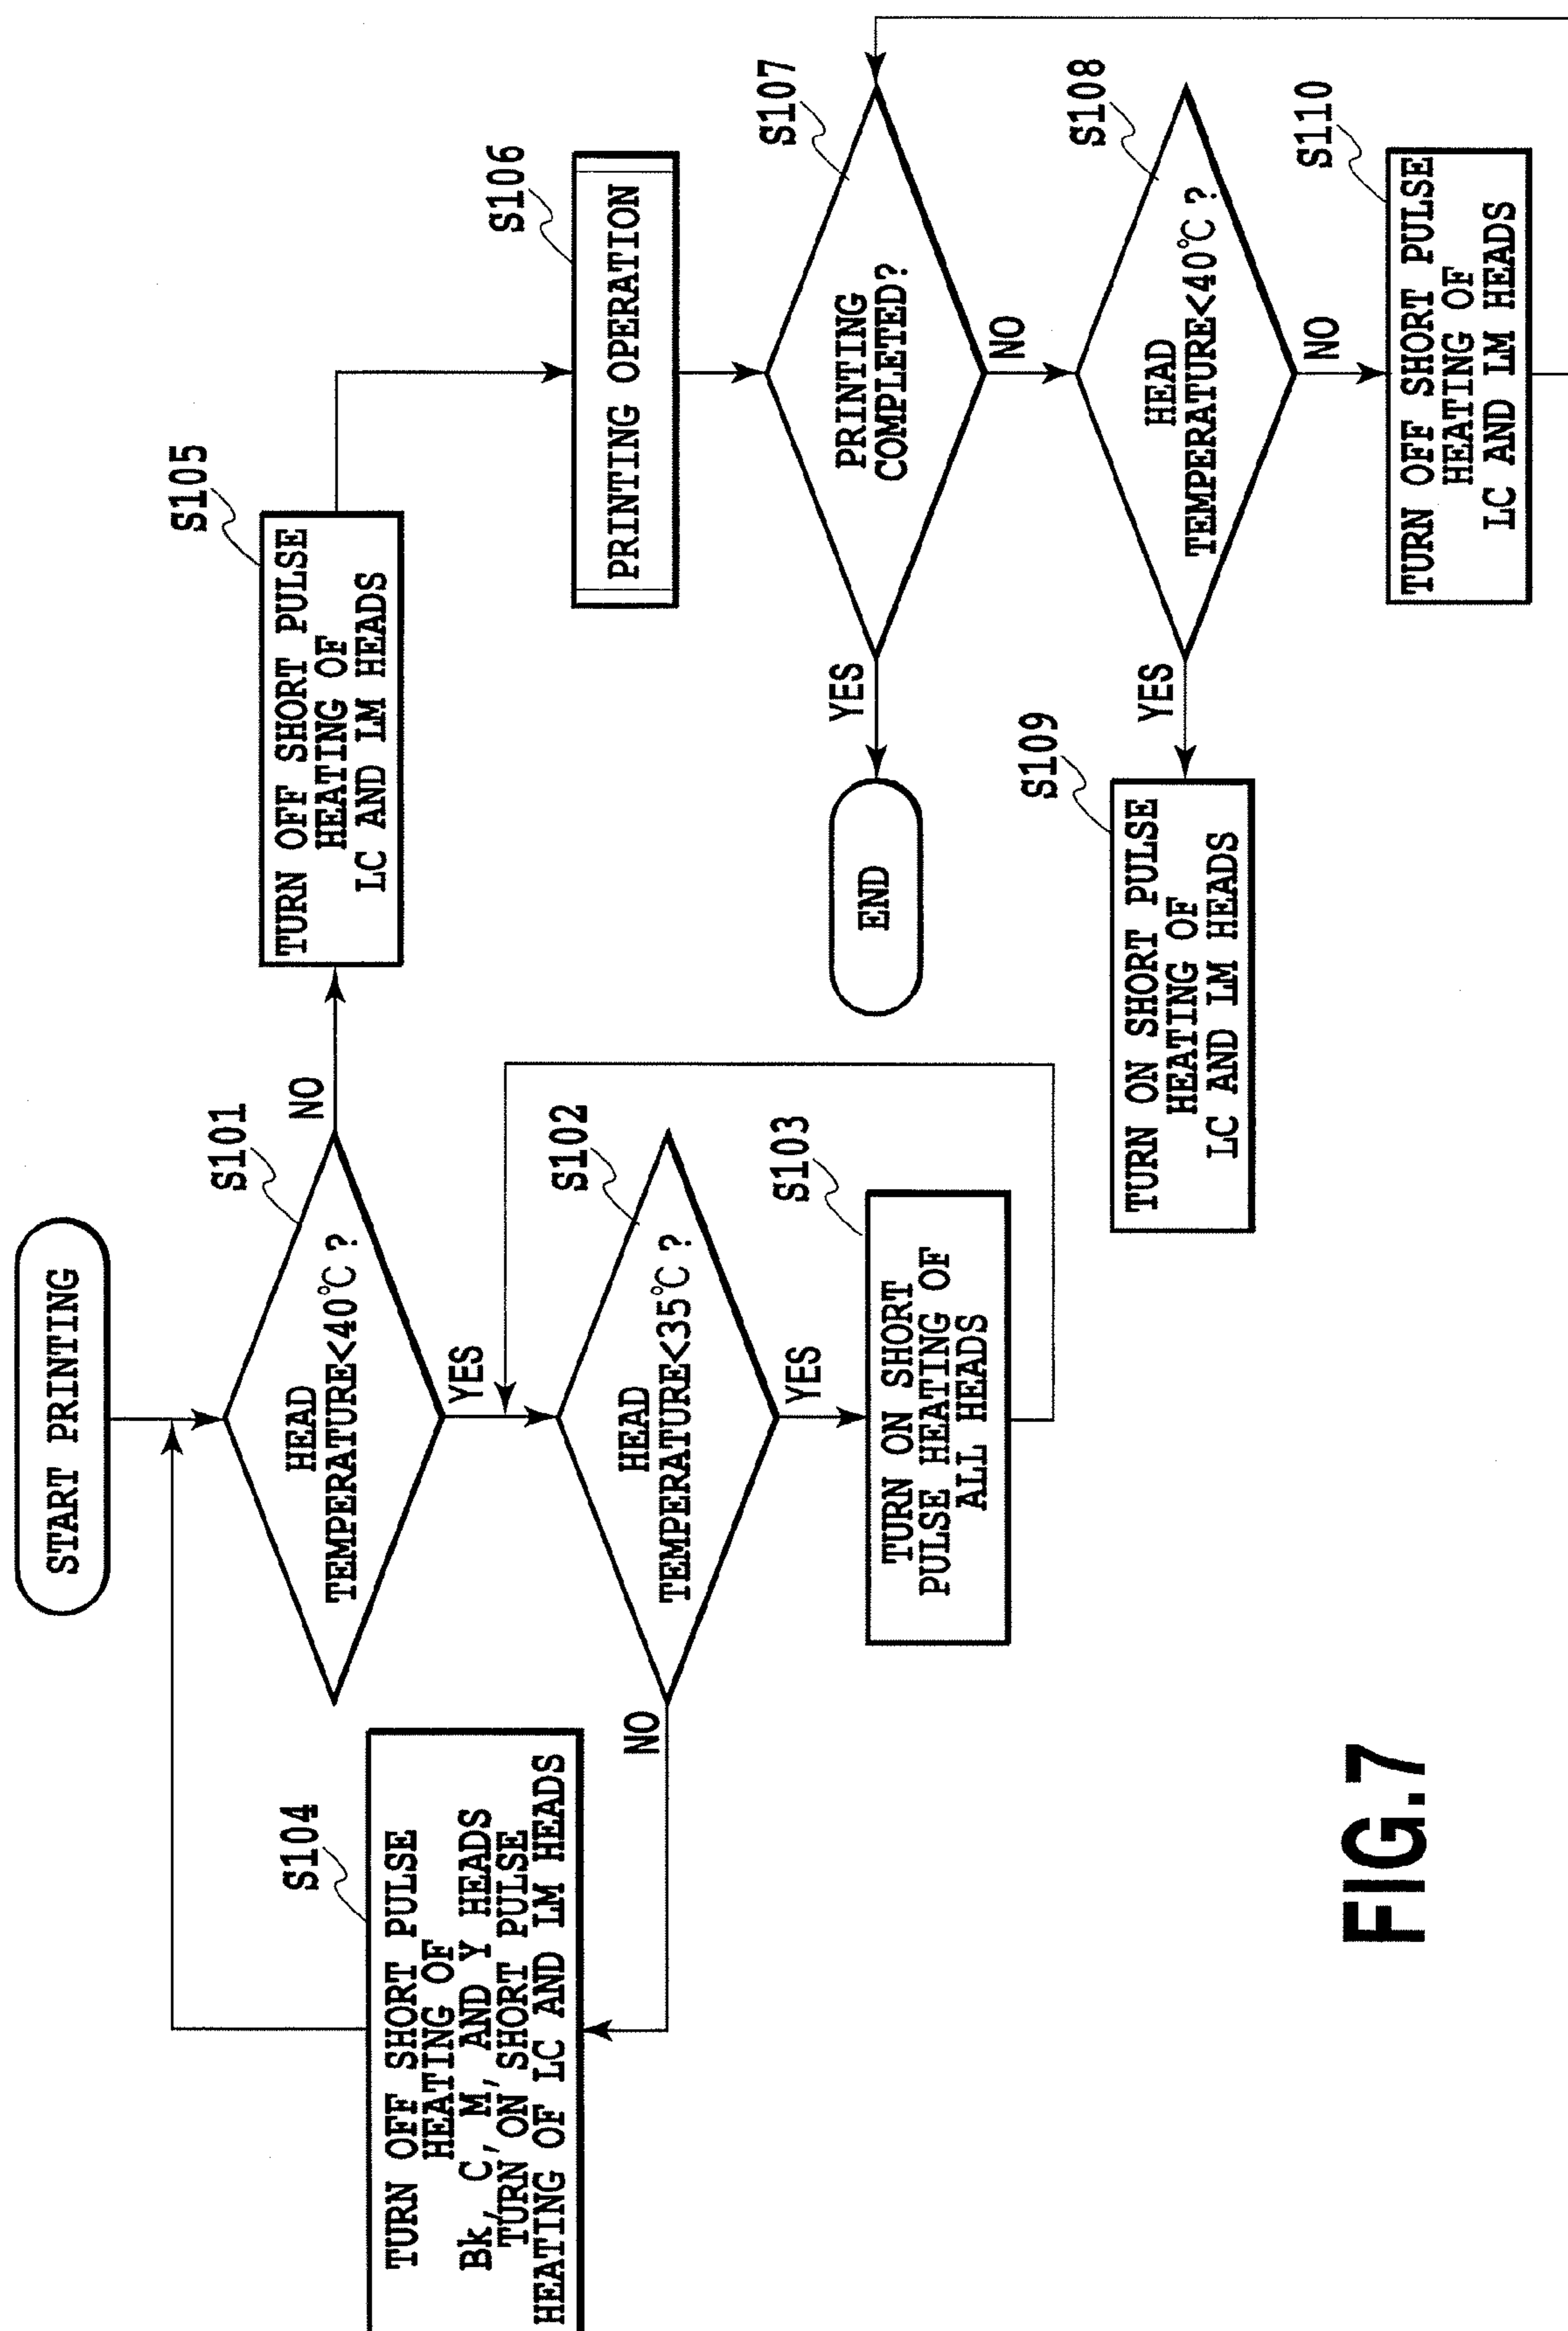 START PRINTING
S101
HEAD
TEMPERATURE<40℃ ?
NO
YES
S102
HEAD
TEMPERATURE<35℃ ?
NO
YES
S103
TURN ON SHORT
PULSE HEATING OF
ALL HEADS
S104
TURN OFF SHORT PULSE
HEATING OF
Bk, C, M, AND Y HEADS
TURN ON SHORT PULSE
HEATING OF LC AND LM HEADS
S105
TURN OFF SHORT PULSE
HEATING OF
LC AND LM HEADS
S106
PRINTING OPERATION
S107
PRINTING
COMPLETED?
YES
NO
END
S108
HEAD
TEMPERATURE<40℃ ?
YES
NO
S109
TURN ON SHORT PULSE
HEATING OF
LC AND LM HEADS
S110
TURN OFF SHORT PULSE
HEATING OF
LC AND LM HEADS
FIG.7